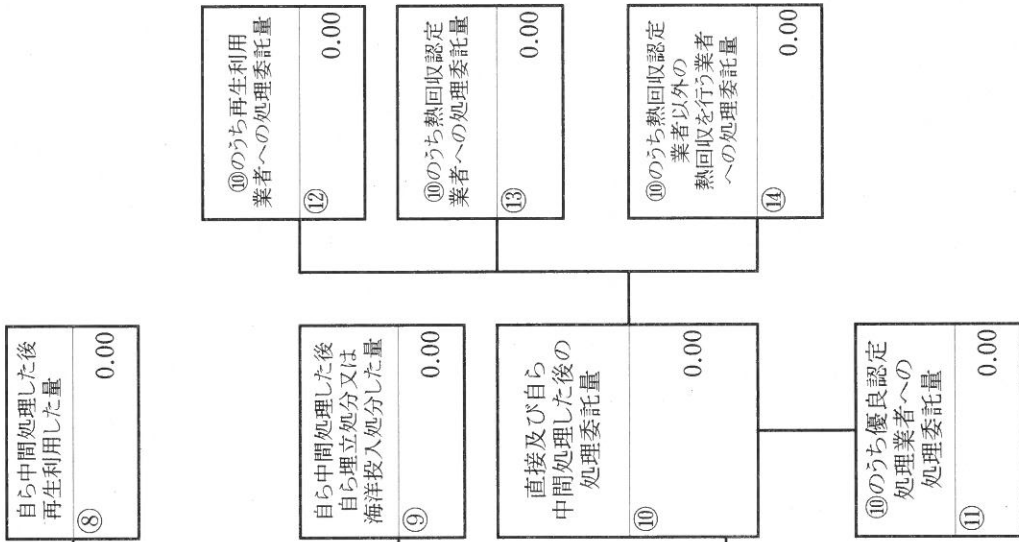 自ら中間処理した後
再生利用した量
⑧
0.00
自ら中間処理した後
自ら埋立処分又は
海洋投入処分した量
⑨
0.00
直接及び自ら
中間処理した後の
処理委託量
⑩
0.00
⑩のうち優良認定
処理業者への
処理委託量
⑪
0.00
⑩のうち再生利用
業者への処理委託量
⑫
0.00
⑩のうち熱回収認定
業者への処理委託量
⑬
0.00
⑩のうち熱回収認定
業者以外の
熱回収を行う業者
への処理委託量
⑭
0.00